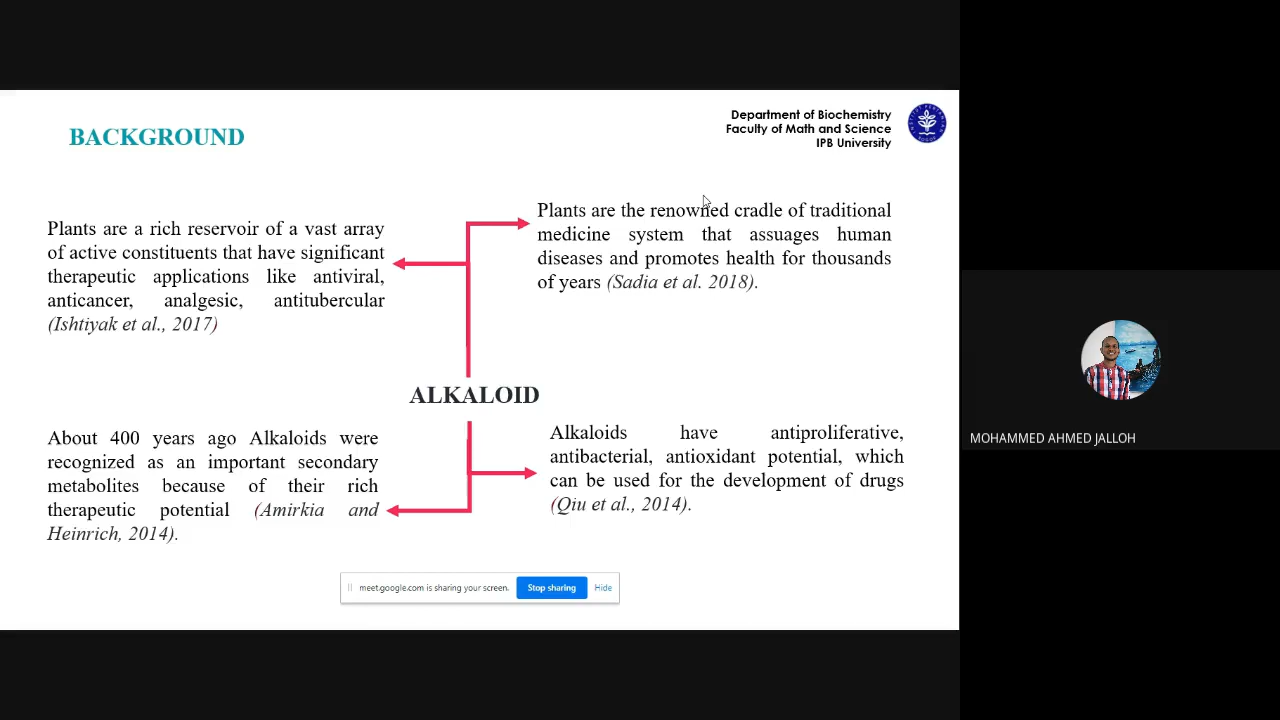 BACKGROUND
Department of Biochemistry
Faculty of Math and Science
IPB University
Plants are a rich reservoir of a vast array
of active constituents that have significant
therapeutic applications like antiviral,
anticancer, analgesic, antitubercular
(Ishtiyak et al., 2017)
Plants are the renowned cradle of traditional
medicine system that assuages human
diseases and promotes health for thousands
of years (Sadia et al. 2018).
ALKALOID
About 400 years ago Alkaloids were
recognized as an important secondary
metabolites because of their rich
therapeutic potential (Amirkia and
Heinrich, 2014).
Alkaloids have antiproliferative,
antibacterial, antioxidant potential, which
can be used for the development of drugs
(Qiu et al., 2014).
meet.google.com is sharing your screen.
Stop sharing
Hide
MOHAMMED AHMED JALLOH